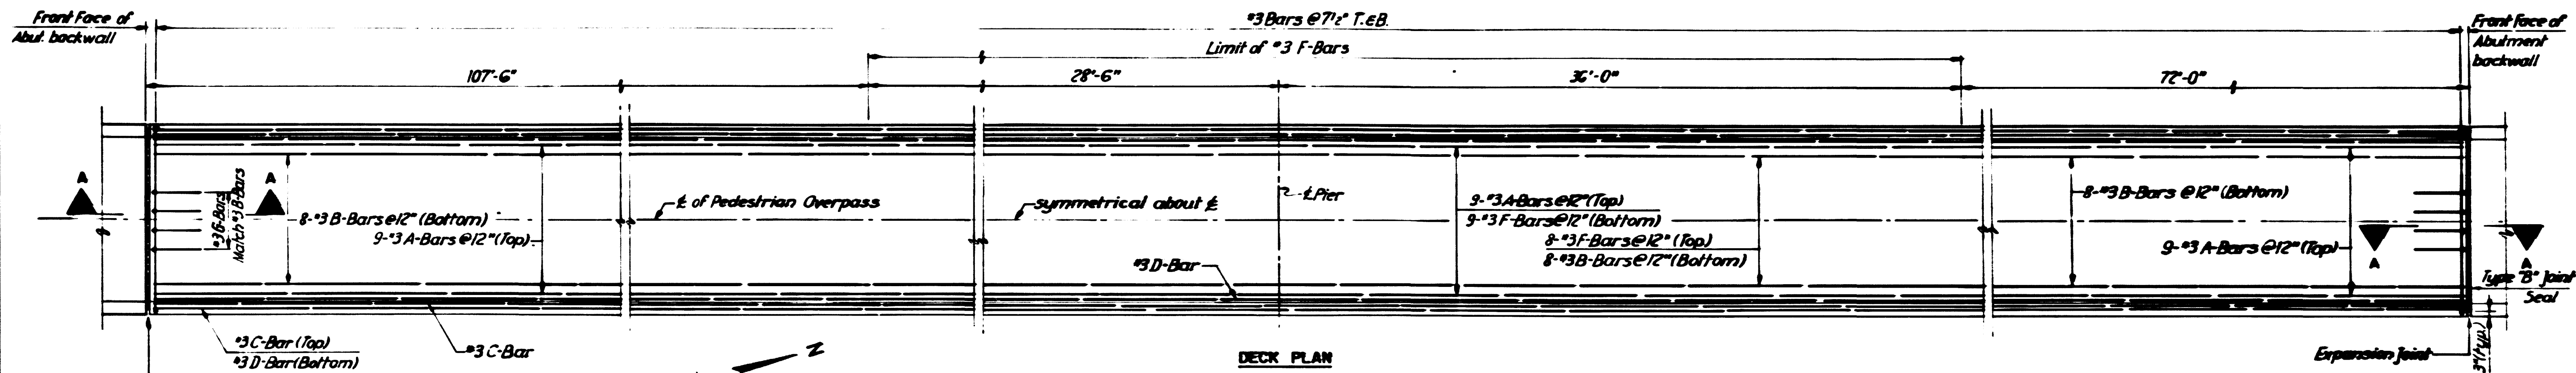 Front Face of
Abut. backwall
#3 Bars @ 7½" T.&B.
Front Face of
Abutment
backwall
Limit of #3 F-Bars
107'-6"
28'-6"
36'-0"
72'-0"
A
A
#3 G-Bars
Match #3 B-Bars
8-#3 B-Bars @ 12" (Bottom)
9-#3 A-Bars @ 12" (Top)
℄ of Pedestrian Overpass
symmetrical about ℄
℄ Pier
9-#3 A-Bars @ 12" (Top)
9-#3 F-Bars @ 12" (Bottom)
8-#3 F-Bars @ 12" (Top)
8-#3 B-Bars @ 12" (Bottom)
8-#3 B-Bars @ 12" (Bottom)
9-#3 A-Bars @ 12" (Top)
A
A
#3 D-Bar
Type "B" Joint
Seal
#3 C-Bar (Top)
#3 D-Bar (Bottom)
#3 C-Bar
N
DECK PLAN
Expansion Joint
3" (typ.)